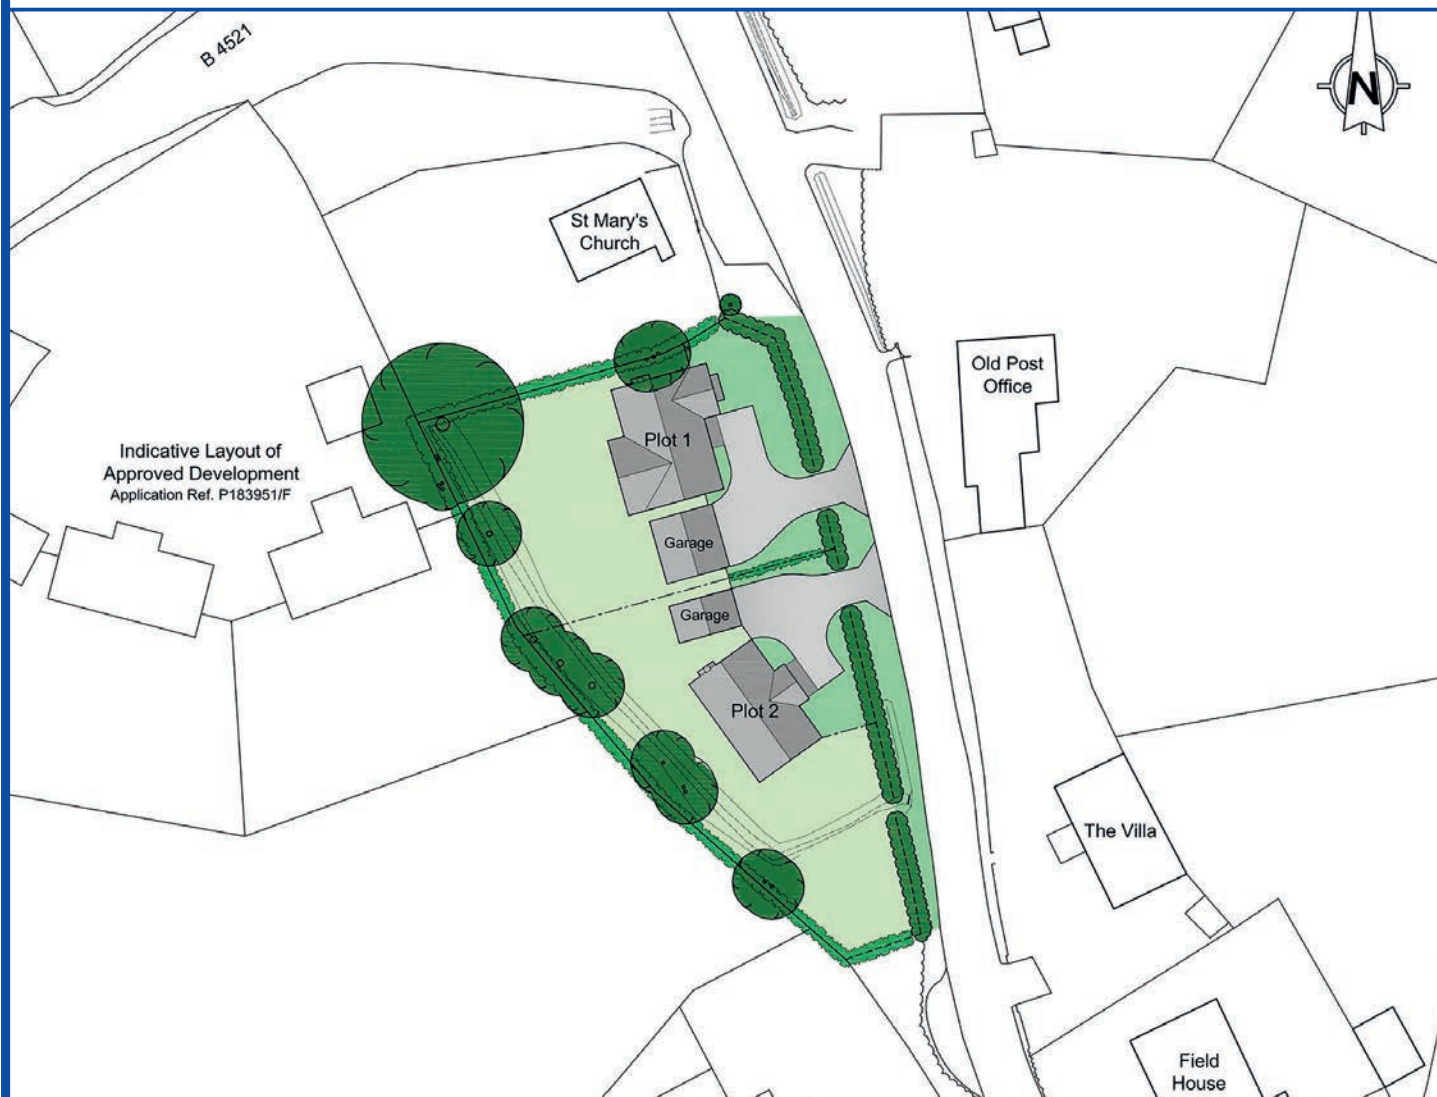 B 4521
N
St Mary's
Church
Old Post
Office
Indicative Layout of
Approved Development
Application Ref. P183951/F
Plot 1
Garage
Garage
Plot 2
The Villa
Field
House